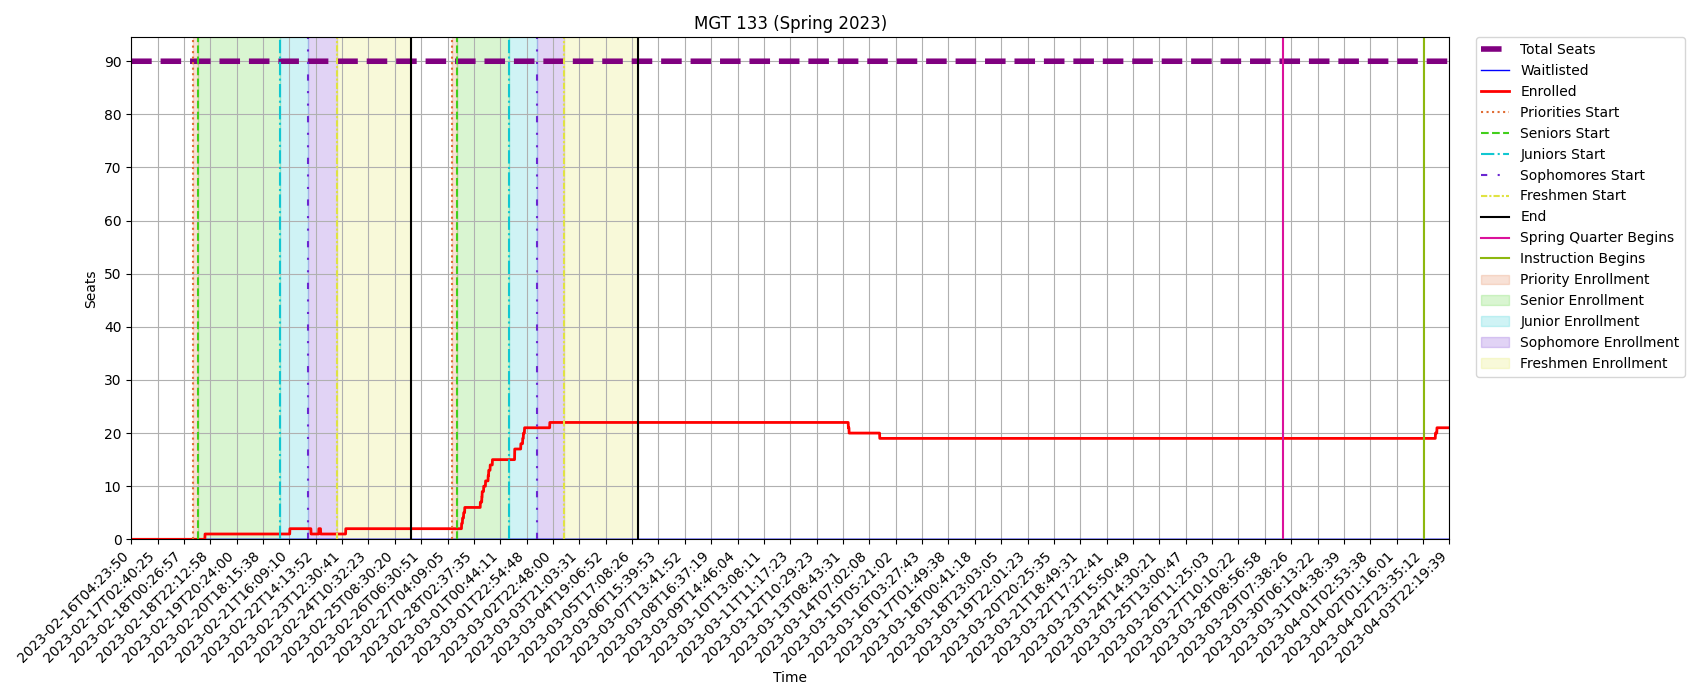 MGT 133 (Spring 2023)
Seats
90
80
70
60
50
40
30
20
10
0
2023-02-16T04:23:50
2023-02-17T02:40:25
2023-02-18T00:26:57
2023-02-18T22:12:58
2023-02-19T20:24:00
2023-02-20T18:15:38
2023-02-21T16:09:10
2023-02-22T14:13:52
2023-02-23T12:30:41
2023-02-24T10:32:23
2023-02-25T08:30:20
2023-02-26T06:30:51
2023-02-27T04:09:05
2023-02-28T02:37:35
2023-03-01T00:44:11
2023-03-01T22:54:48
2023-03-02T22:48:00
2023-03-03T21:03:31
2023-03-04T19:06:52
2023-03-05T17:08:26
2023-03-06T15:39:53
2023-03-07T13:41:52
2023-03-08T16:37:19
2023-03-09T14:46:04
2023-03-10T13:08:11
2023-03-11T11:17:23
2023-03-12T10:29:23
2023-03-13T08:43:31
2023-03-14T07:02:08
2023-03-15T05:21:02
2023-03-16T03:27:43
2023-03-17T01:49:38
2023-03-18T00:41:18
2023-03-18T23:03:05
2023-03-19T22:01:23
2023-03-20T20:25:35
2023-03-21T18:49:31
2023-03-22T17:22:41
2023-03-23T15:50:49
2023-03-24T14:30:21
2023-03-25T13:00:47
2023-03-26T11:25:03
2023-03-27T10:10:22
2023-03-28T08:56:58
2023-03-29T07:38:26
2023-03-30T06:13:22
2023-03-31T04:38:39
2023-04-01T02:53:38
2023-04-02T01:16:01
2023-04-02T23:35:12
2023-04-03T22:19:39
Time
Total Seats
Waitlisted
Enrolled
Priorities Start
Seniors Start
Juniors Start
Sophomores Start
Freshmen Start
End
Spring Quarter Begins
Instruction Begins
Priority Enrollment
Senior Enrollment
Junior Enrollment
Sophomore Enrollment
Freshmen Enrollment